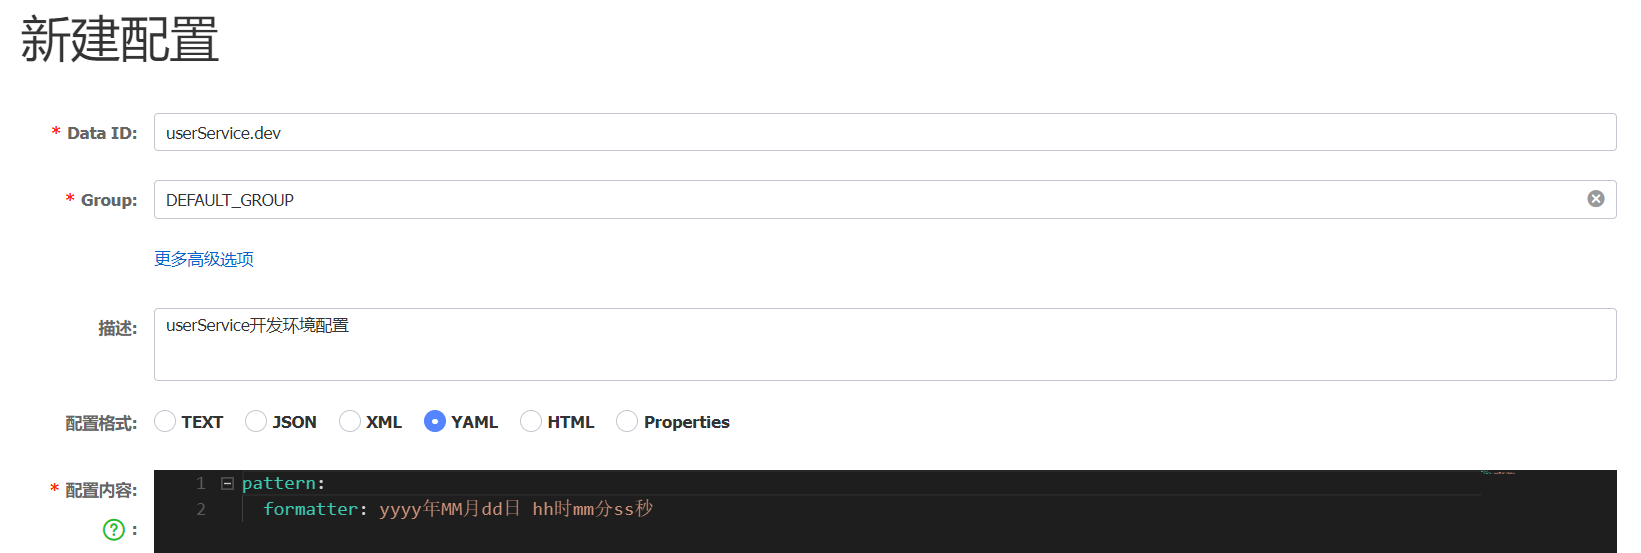 新建配置
* Data ID: userService.dev
* Group: DEFAULT_GROUP
更多高级选项
描述: userService开发环境配置
配置格式: TEXT JSON XML YAML HTML Properties
* 配置内容: 1 pattern:
2 formatter: yyyy年MM月dd日 hh时mm分ss秒
? :